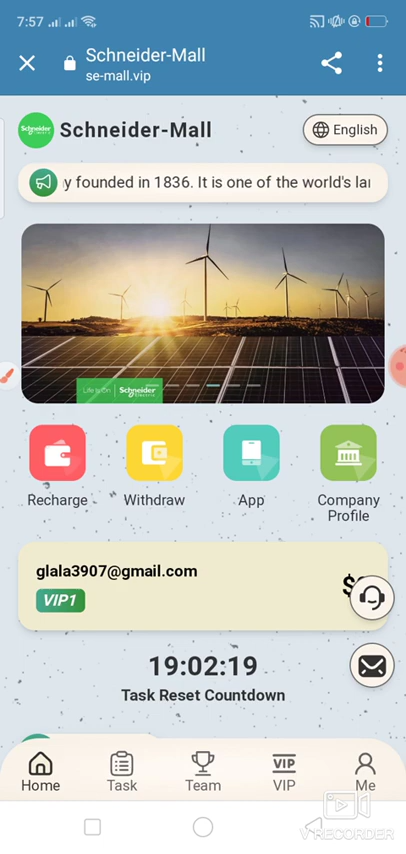 7:57
Schneider-Mall
se-mall.vip
Schneider
Schneider-Mall
English
y founded in 1836. It is one of the world's lar
Life Is On | Schneider
Electric
Recharge
Withdraw
App
Company
Profile
glala3907@gmail.com
$
VIP1
19:02:19
Task Reset Countdown
VIP
Home
Task
Team
VIP
Me
V RECORDER